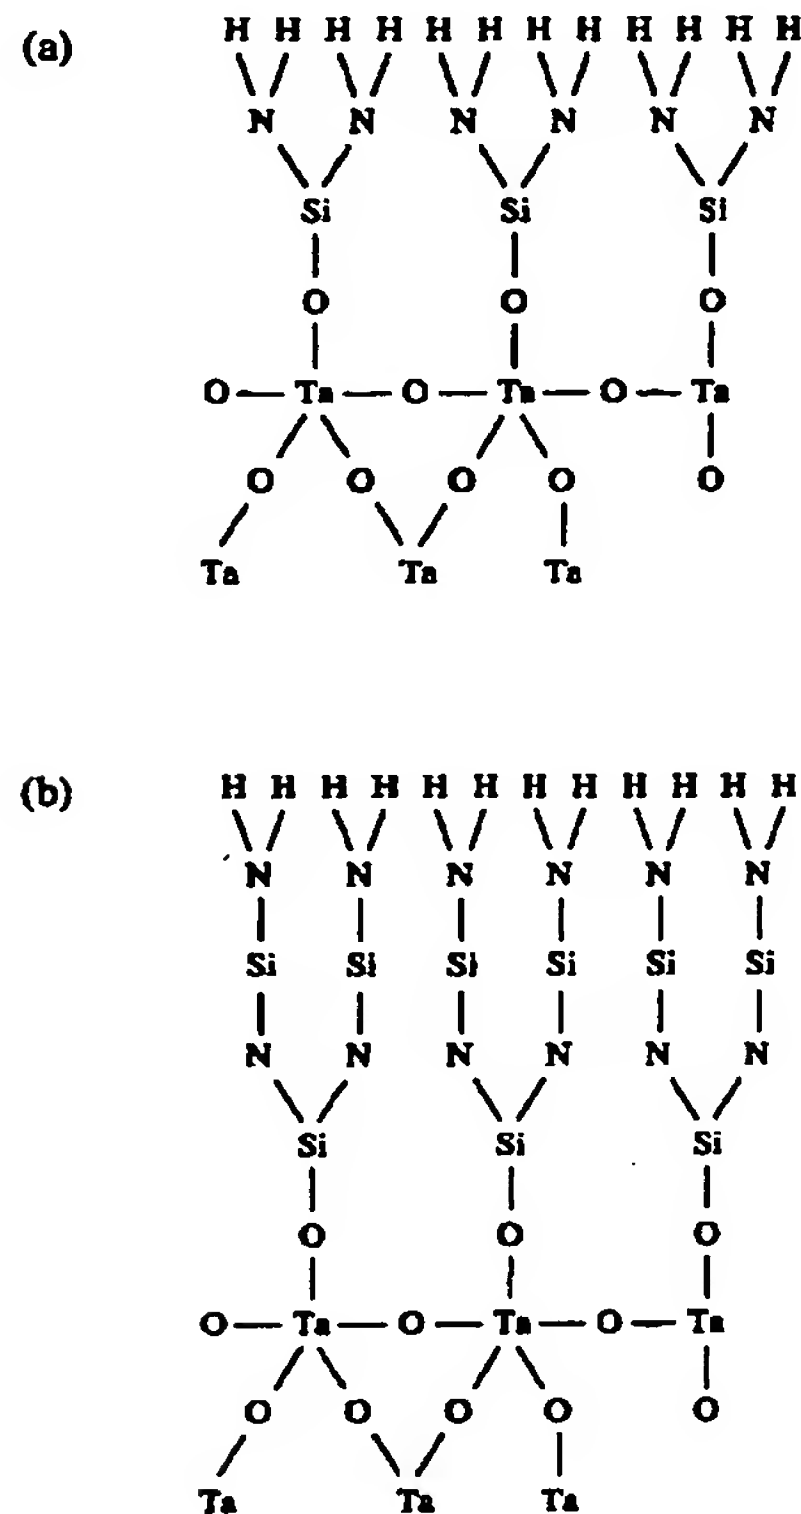 (a)
H H H H H H H H H H H H
N N N N N N
Si Si Si
O O O
O Ta O Ta O Ta
O O O O O
Ta Ta Ta
(b)
H H H H H H H H H H H H
N N N N N N
Si Si Si Si Si Si
N N N N N N
Si Si Si
O O O
O Ta O Ta O Ta
O O O O O
Ta Ta Ta